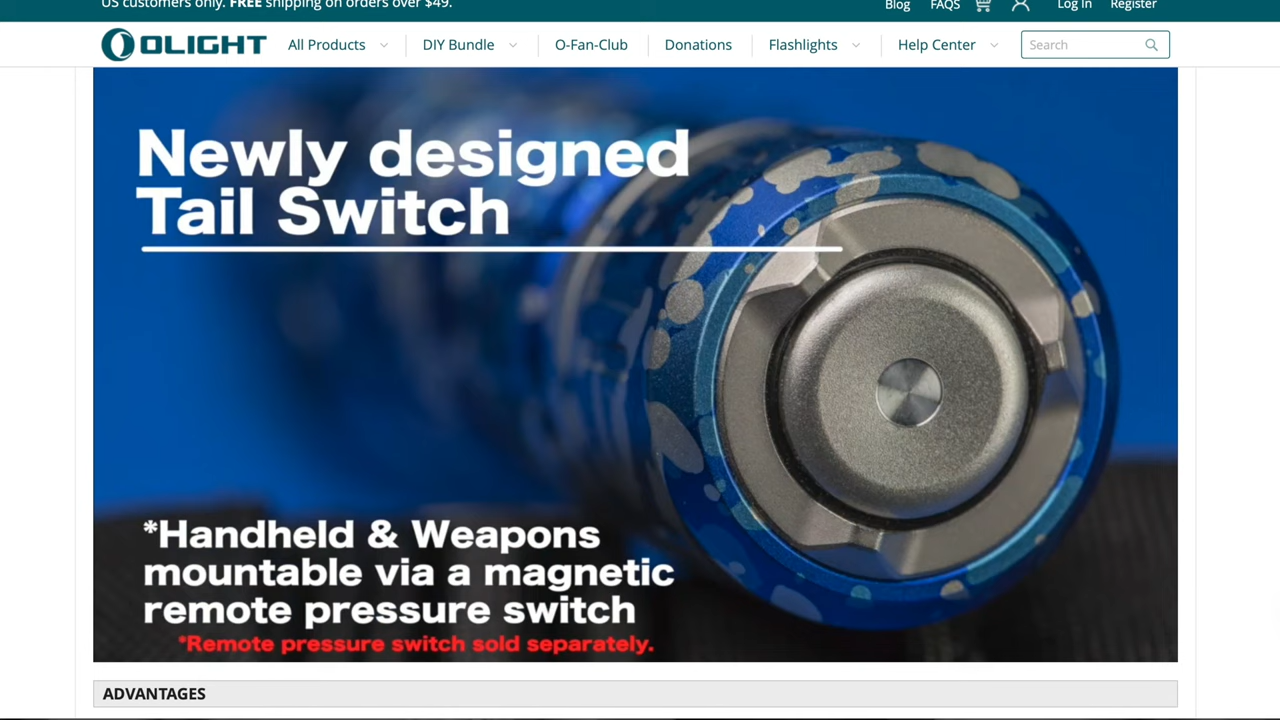 US customers only. FREE shipping on orders over $49.
Blog FAQS Log In Register
OLIGHT All Products DIY Bundle O-Fan-Club Donations Flashlights Help Center Search
Newly designed
Tail Switch
*Handheld & Weapons
mountable via a magnetic
remote pressure switch
*Remote pressure switch sold separately.
ADVANTAGES